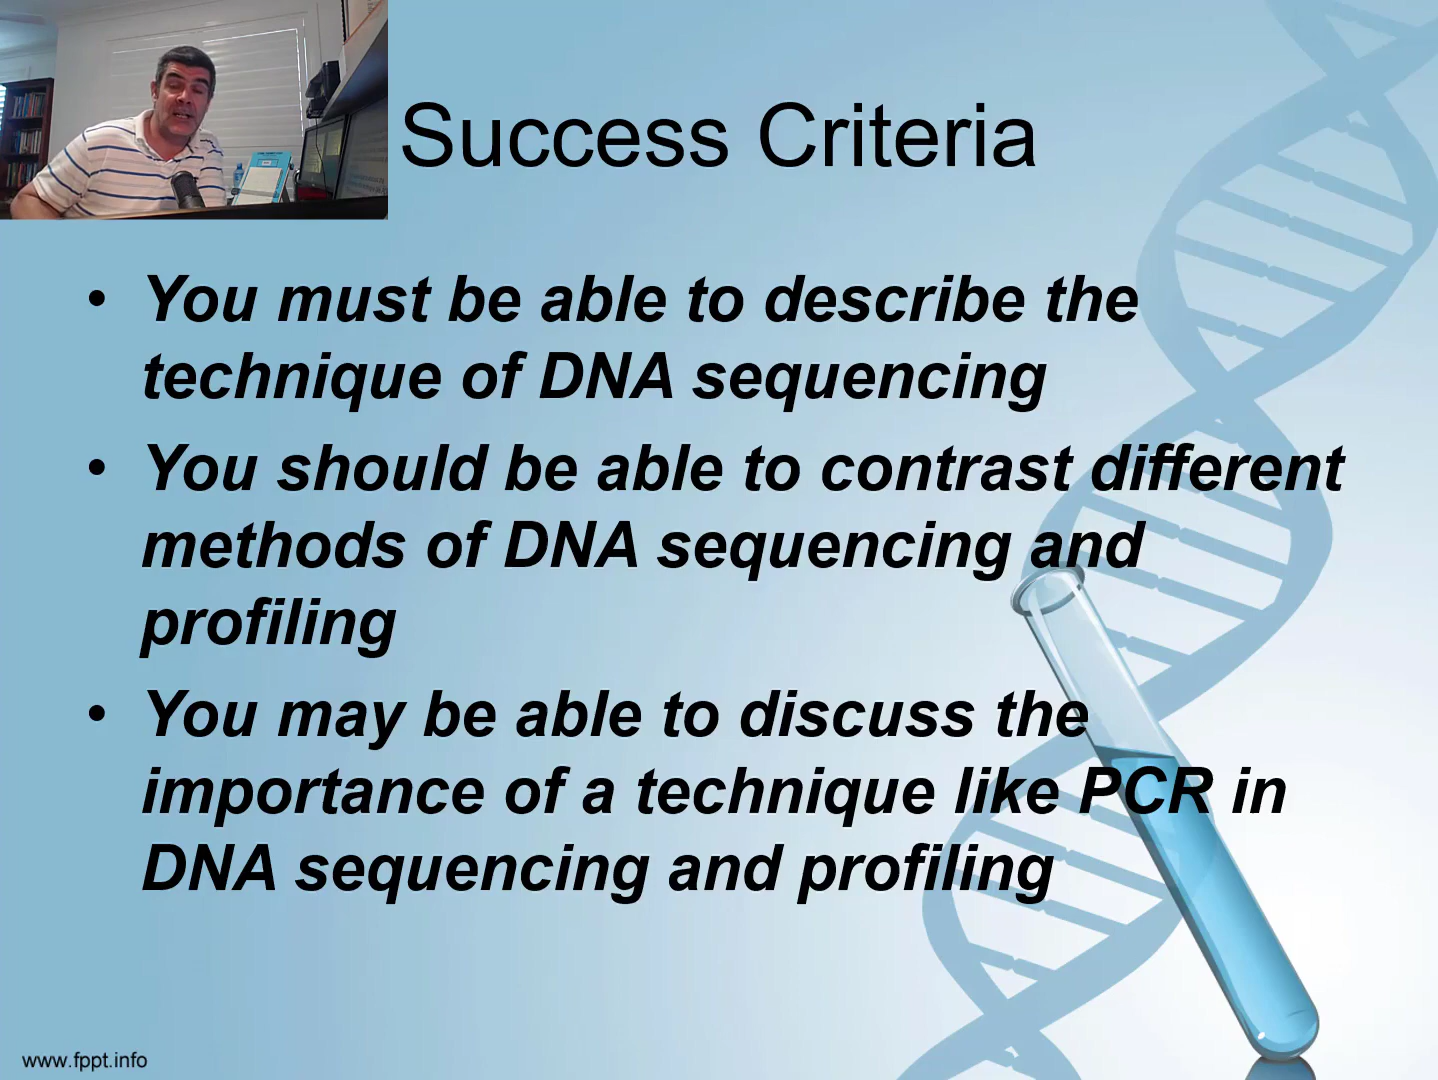 Success Criteria
• You must be able to describe the
technique of DNA sequencing
• You should be able to contrast different
methods of DNA sequencing and
profiling
• You may be able to discuss the
importance of a technique like PCR in
DNA sequencing and profiling
www.fppt.info